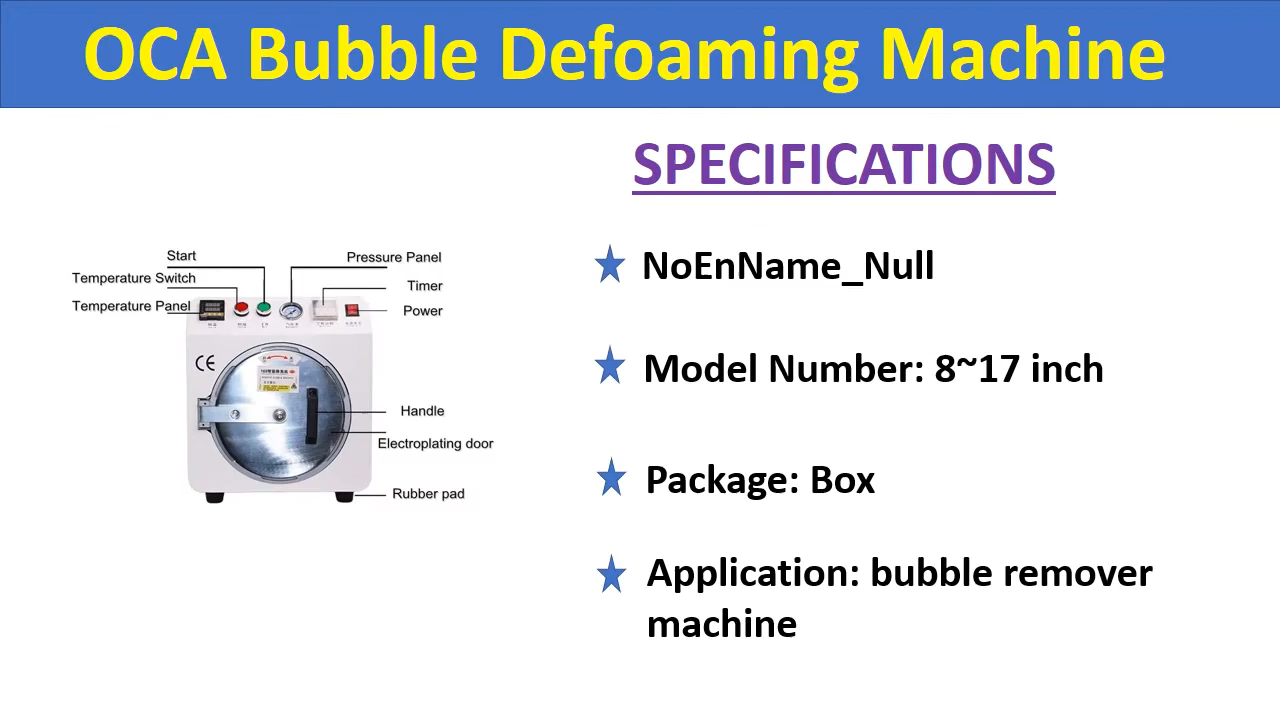 OCA Bubble Defoaming Machine
SPECIFICATIONS
Start
Temperature Switch
Temperature Panel
Pressure Panel
Timer
Power
CE
Handle
Electroplating door
Rubber pad
NoEnName_Null
Model Number: 8~17 inch
Package: Box
Application: bubble remover
machine